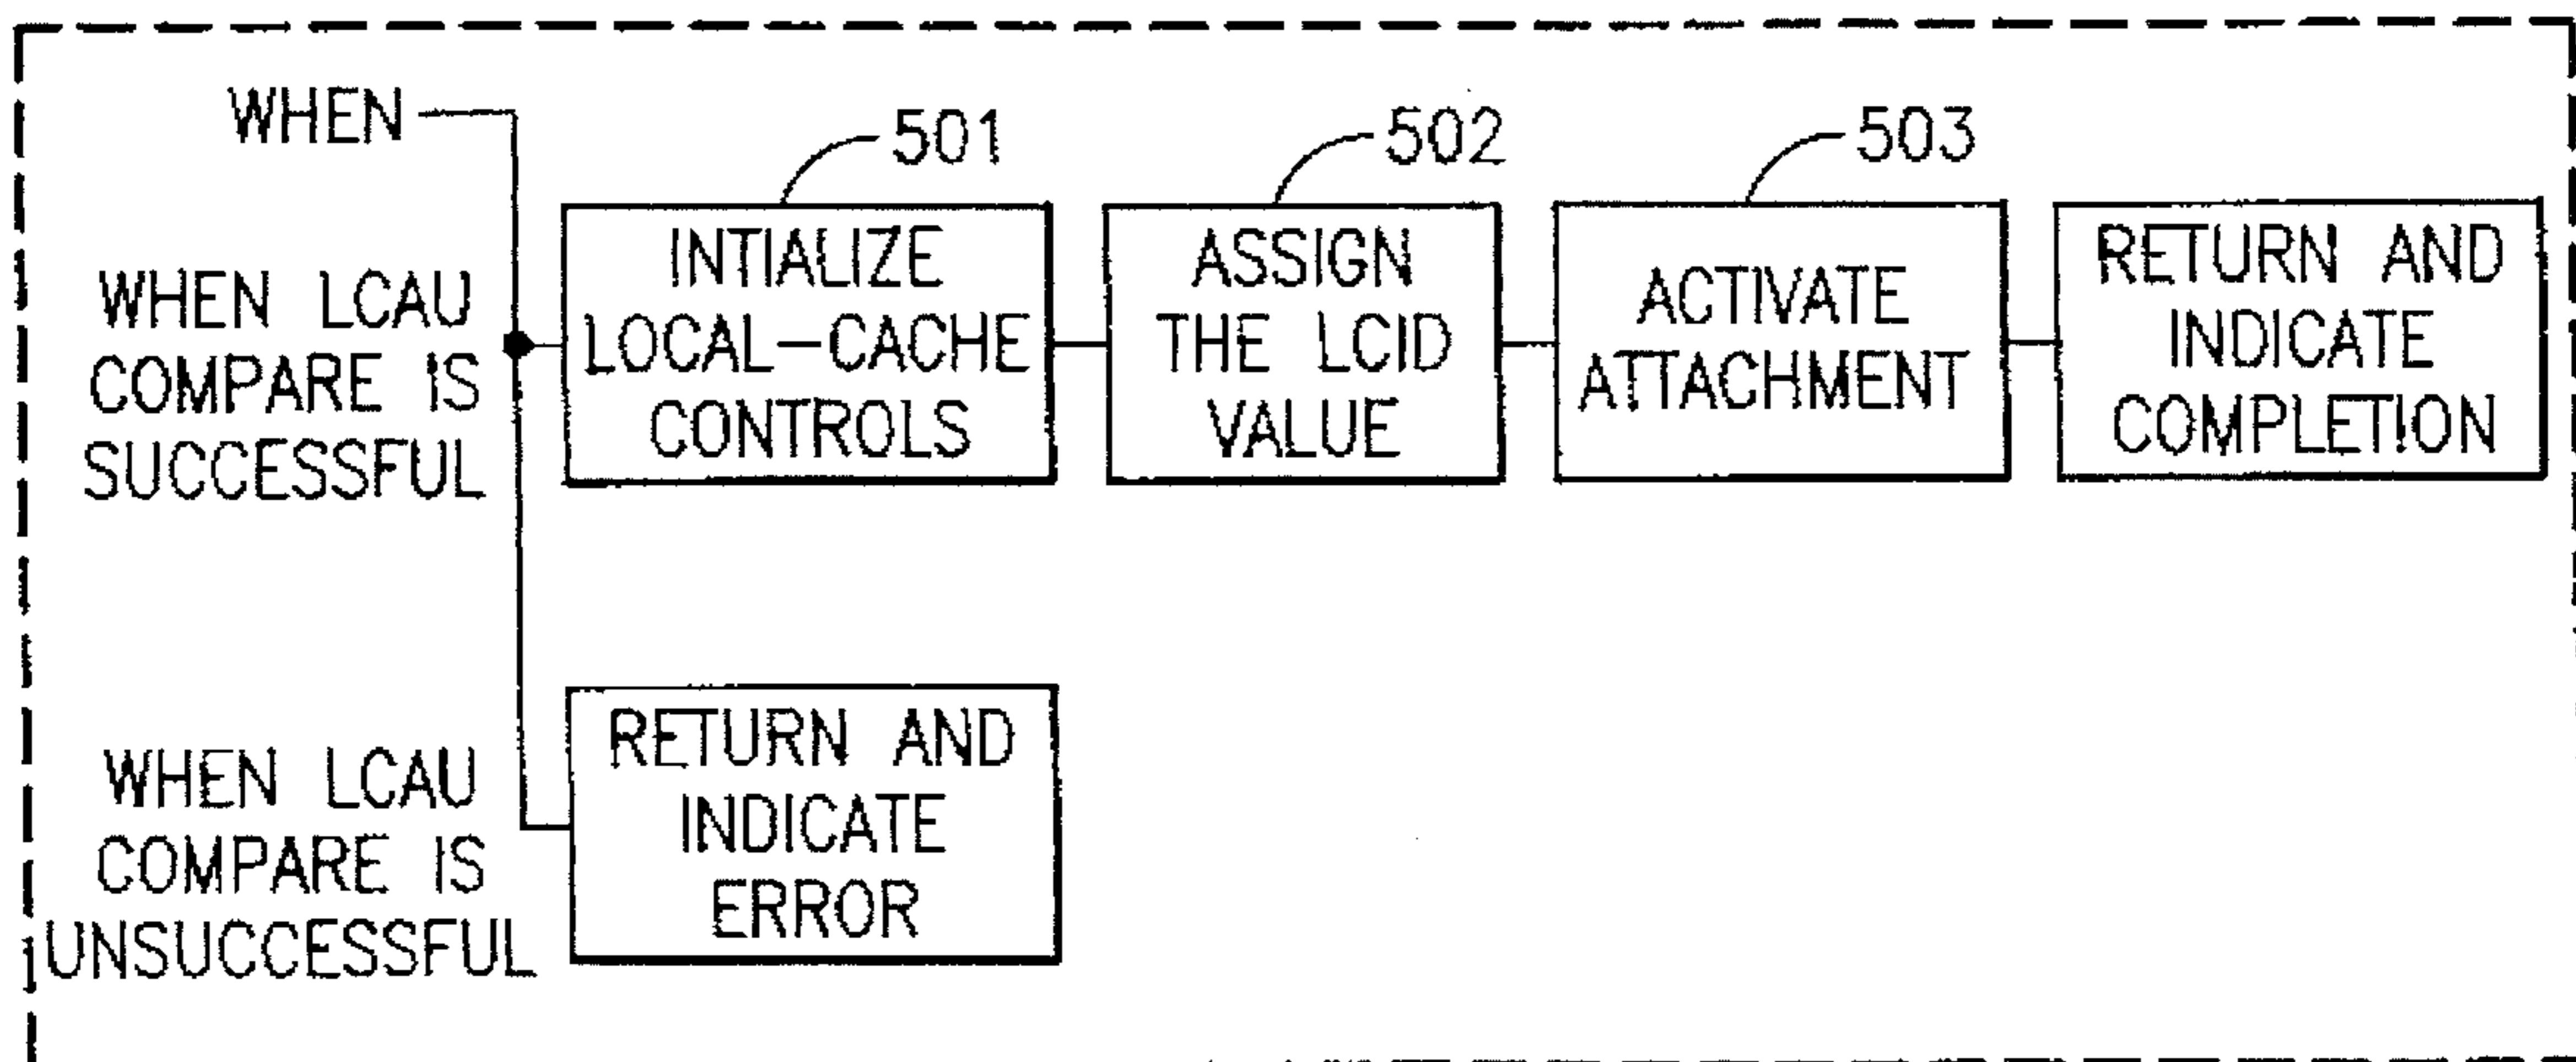 WHEN
501
502
503
WHEN LCAU
COMPARE IS
SUCCESSFUL
INTIALIZE
LOCAL-CACHE
CONTROLS
ASSIGN
THE LCID
VALUE
ACTIVATE
ATTACHMENT
RETURN AND
INDICATE
COMPLETION
WHEN LCAU
COMPARE IS
UNSUCCESSFUL
RETURN AND
INDICATE
ERROR